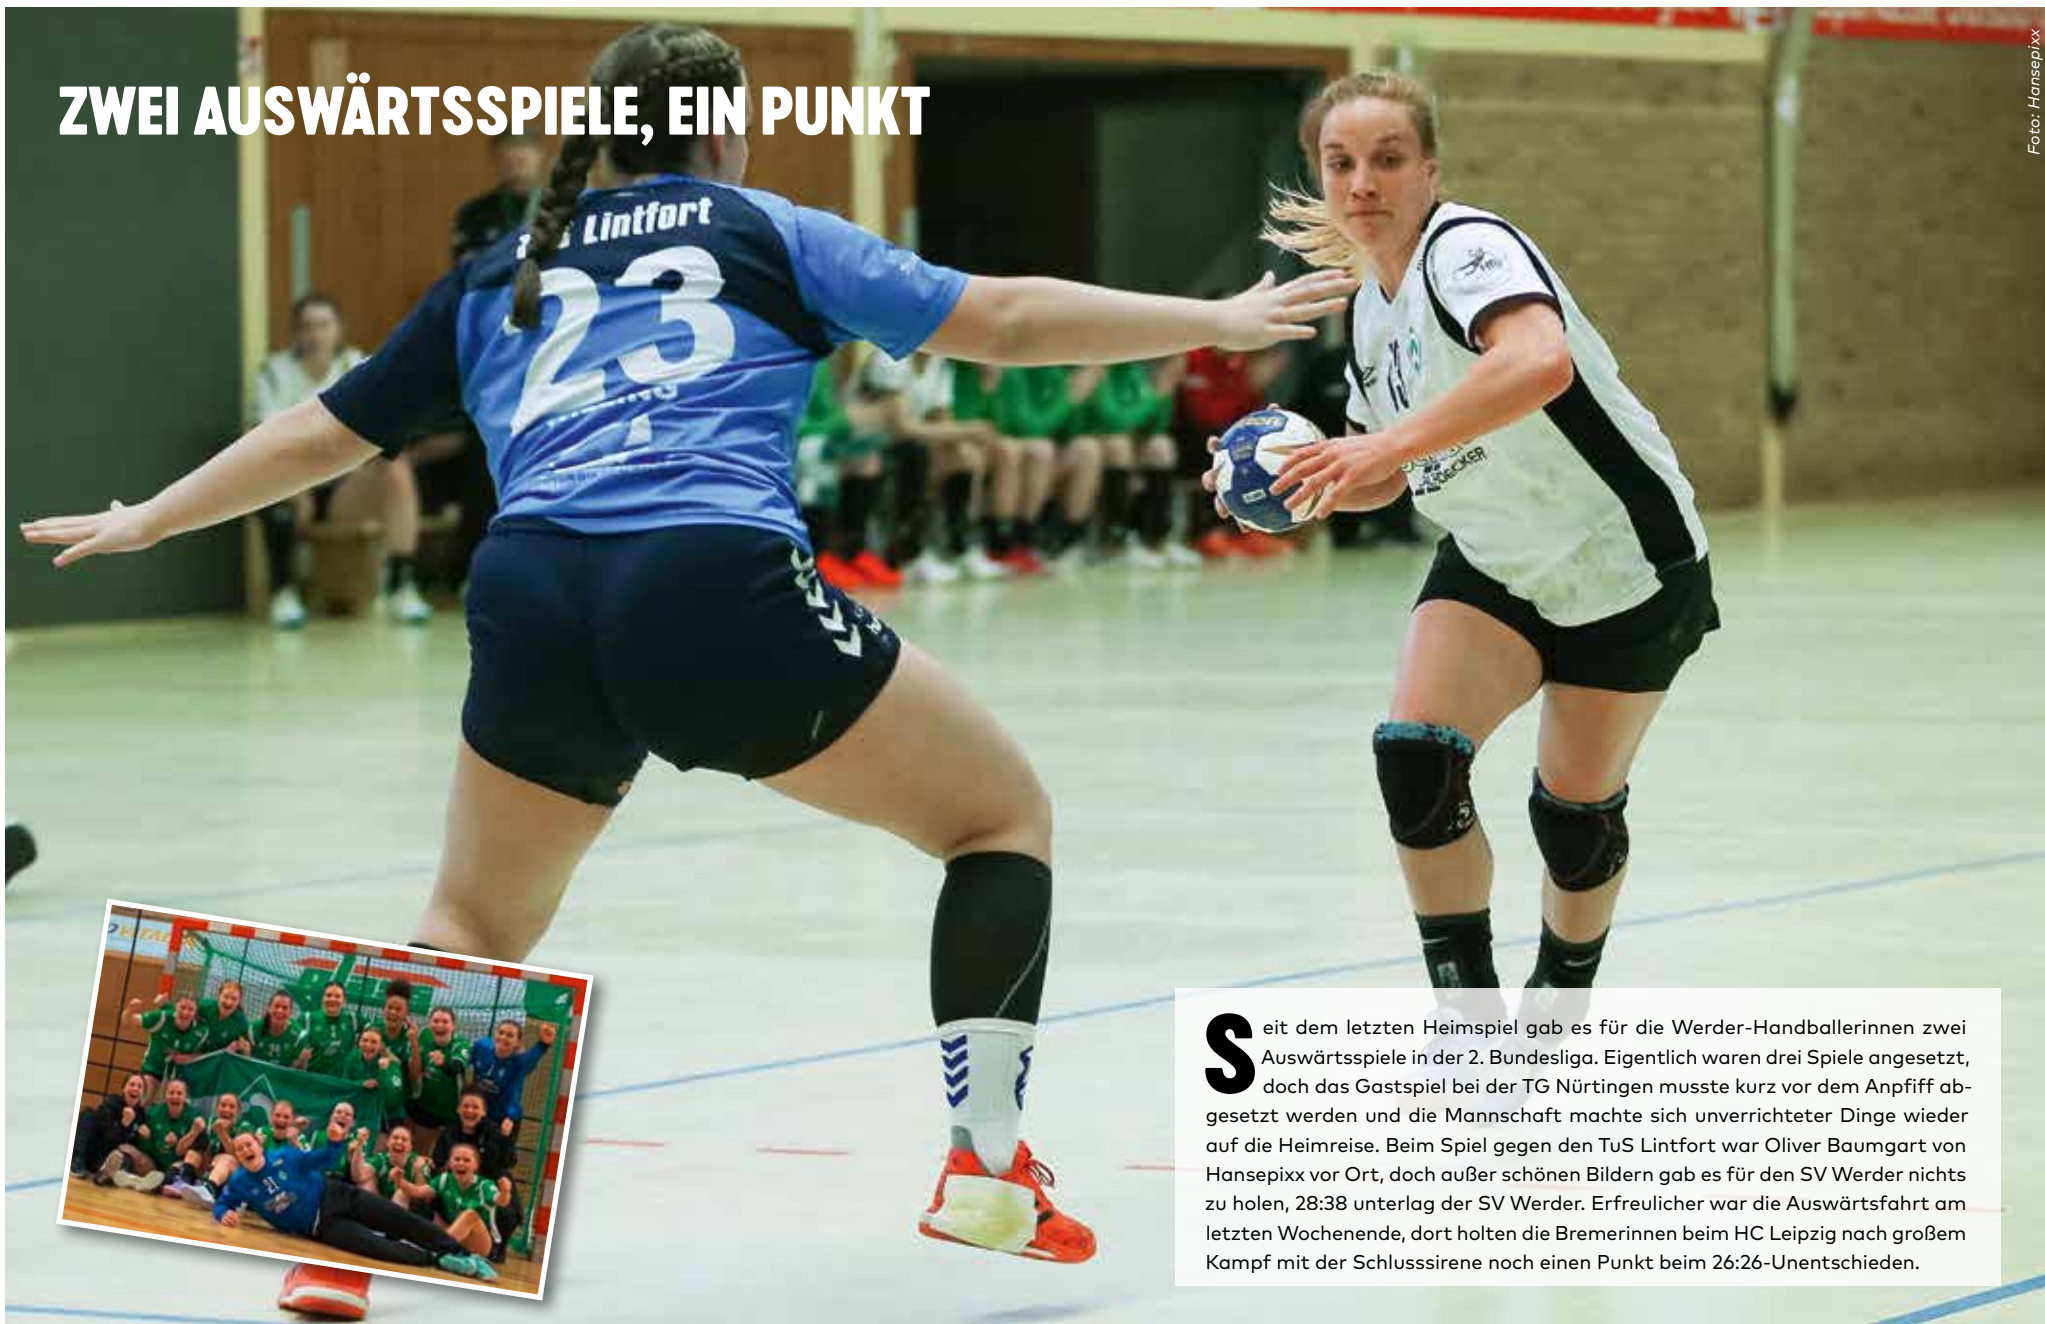 ZWEI AUSWÄRTSSPIELE, EIN PUNKT
Foto: Hansepixx
Lintfort
23
Seit dem letzten Heimspiel gab es für die Werder-Handballerinnen zwei
Auswärtsspiele in der 2. Bundesliga. Eigentlich waren drei Spiele angesetzt,
doch das Gastspiel bei der TG Nürtingen musste kurz vor dem Anpfiff ab-
gesetzt werden und die Mannschaft machte sich unverrichteter Dinge wieder
auf die Heimreise. Beim Spiel gegen den TuS Lintfort war Oliver Baumgart von
Hansepixx vor Ort, doch außer schönen Bildern gab es für den SV Werder nichts
zu holen, 28:38 unterlag der SV Werder. Erfreulicher war die Auswärtsfahrt am
letzten Wochenende, dort holten die Bremerinnen beim HC Leipzig nach großem
Kampf mit der Schlusssirene noch einen Punkt beim 26:26-Unentschieden.